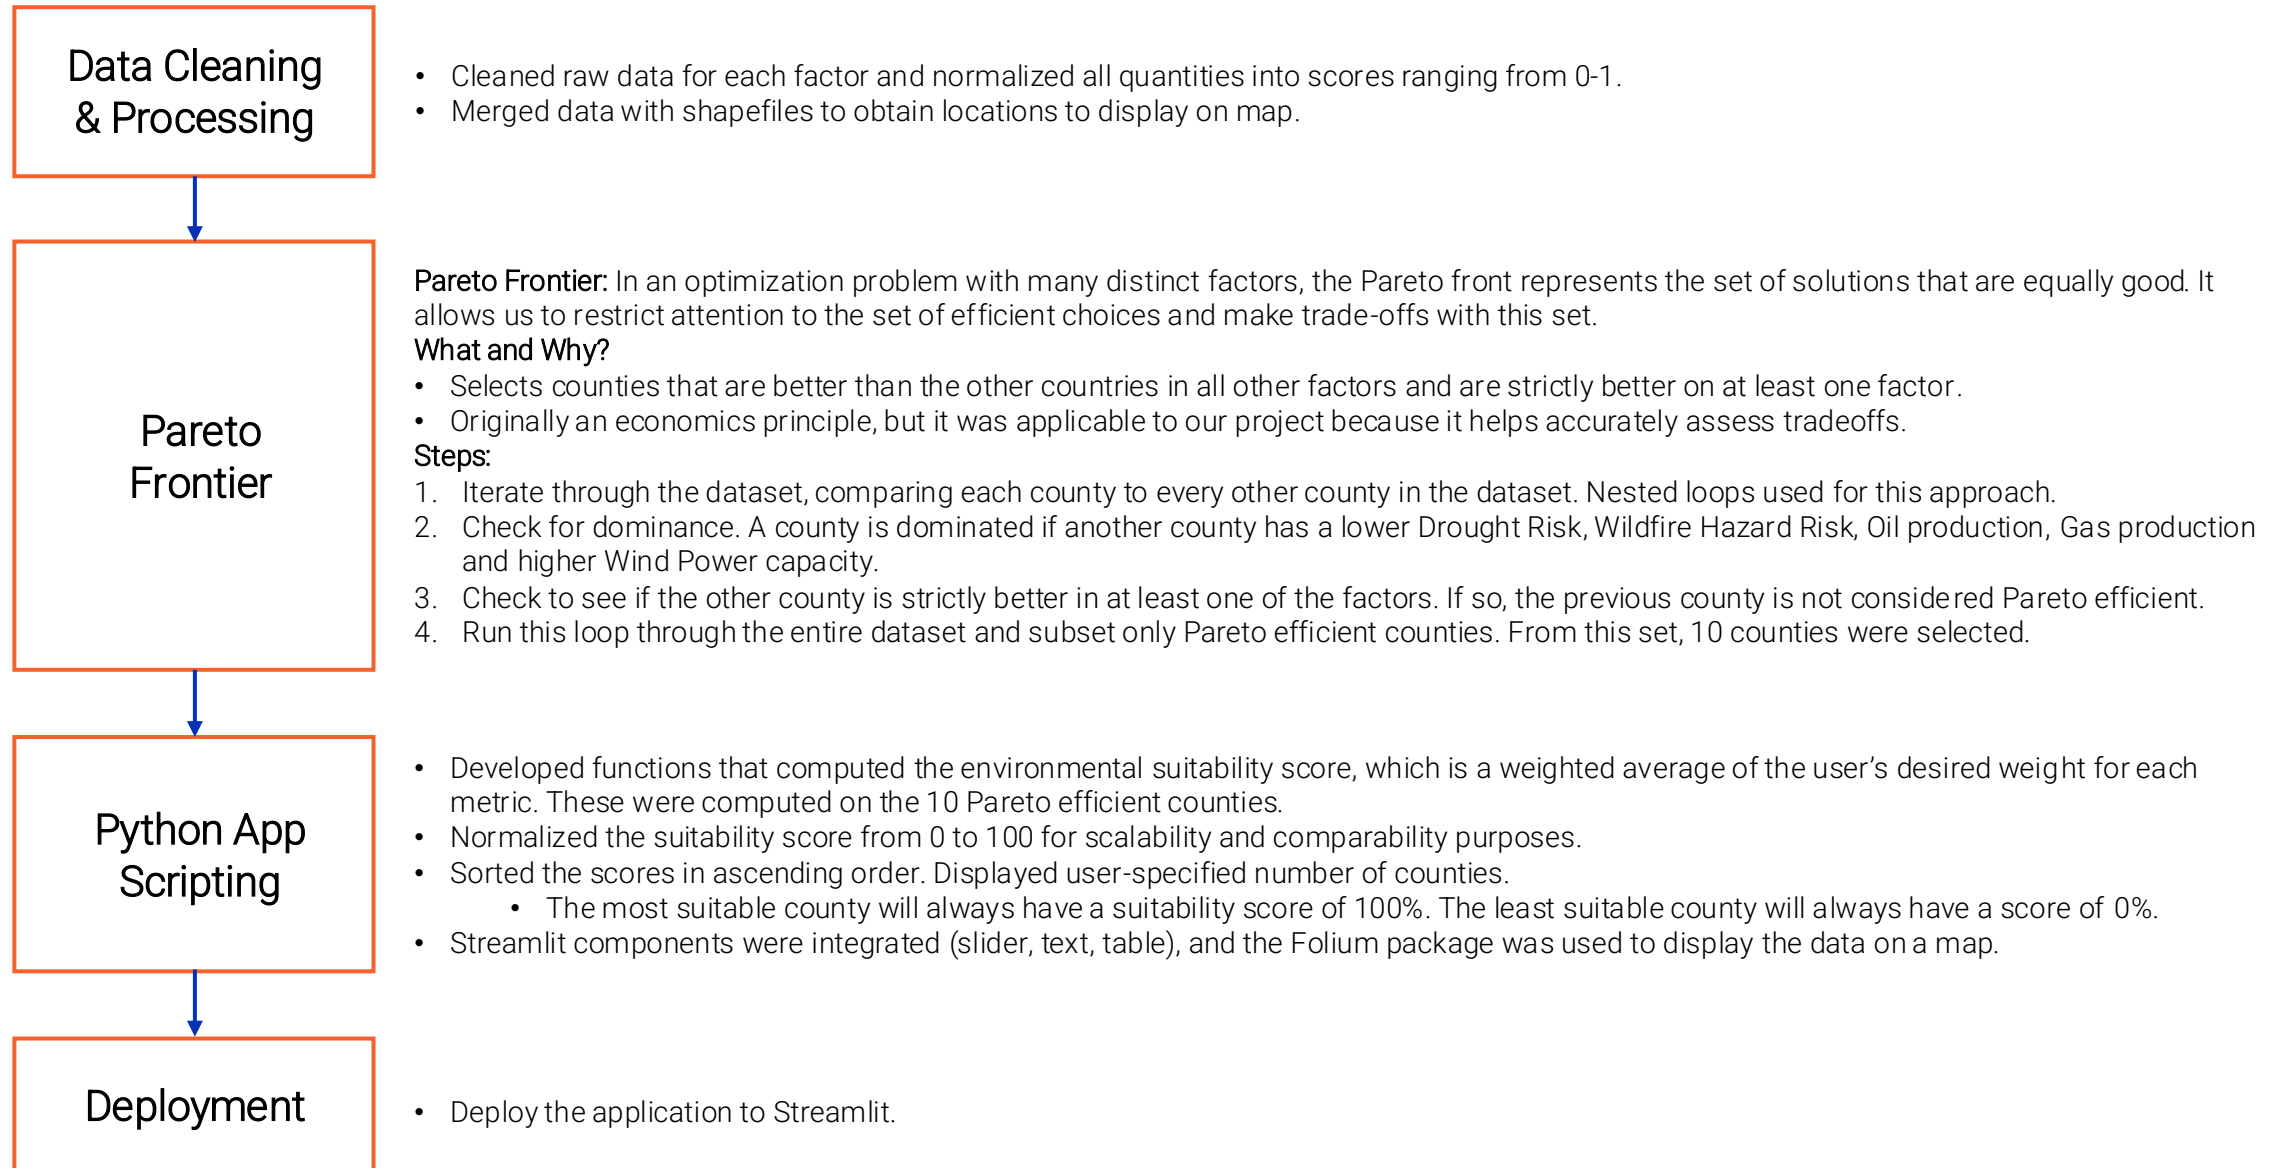 Data Cleaning
& Processing
• Cleaned raw data for each factor and normalized all quantities into scores ranging from 0-1.
• Merged data with shapefiles to obtain locations to display on map.
Pareto
Frontier
Pareto Frontier: In an optimization problem with many distinct factors, the Pareto front represents the set of solutions that are equally good. It
allows us to restrict attention to the set of efficient choices and make trade-offs with this set.
What and Why?
• Selects counties that are better than the other countries in all other factors and are strictly better on at least one factor.
• Originally an economics principle, but it was applicable to our project because it helps accurately assess tradeoffs.
Steps:
1. Iterate through the dataset, comparing each county to every other county in the dataset. Nested loops used for this approach.
2. Check for dominance. A county is dominated if another county has a lower Drought Risk, Wildfire Hazard Risk, Oil production, Gas production
and higher Wind Power capacity.
3. Check to see if the other county is strictly better in at least one of the factors. If so, the previous county is not considered Pareto efficient.
4. Run this loop through the entire dataset and subset only Pareto efficient counties. From this set, 10 counties were selected.
Python App
Scripting
• Developed functions that computed the environmental suitability score, which is a weighted average of the user’s desired weight for each
metric. These were computed on the 10 Pareto efficient counties.
• Normalized the suitability score from 0 to 100 for scalability and comparability purposes.
• Sorted the scores in ascending order. Displayed user-specified number of counties.
• The most suitable county will always have a suitability score of 100%. The least suitable county will always have a score of 0%.
• Streamlit components were integrated (slider, text, table), and the Folium package was used to display the data on a map.
Deployment
• Deploy the application to Streamlit.